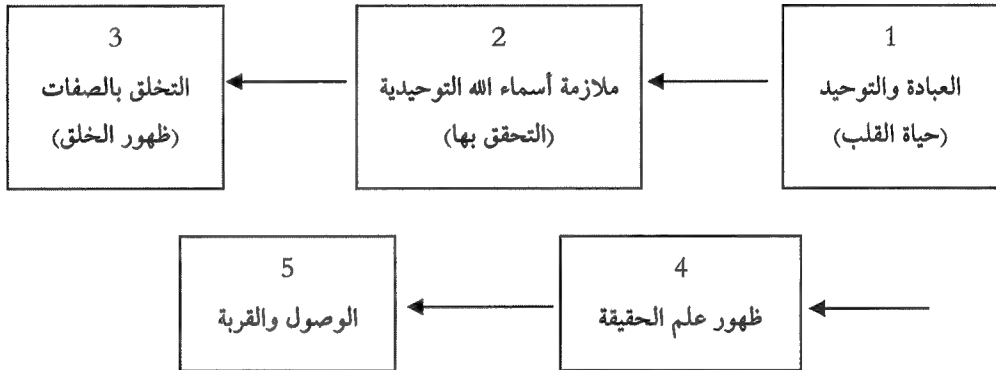 1
العبادة والتوحيد
(حياة القلب)
2
ملازمة أسماء الله التوحيدية
(التحقق بها)
3
التخلق بالصفات
(ظهور الخلق)
4
ظهور علم الحقيقة
5
الوصول والقربة